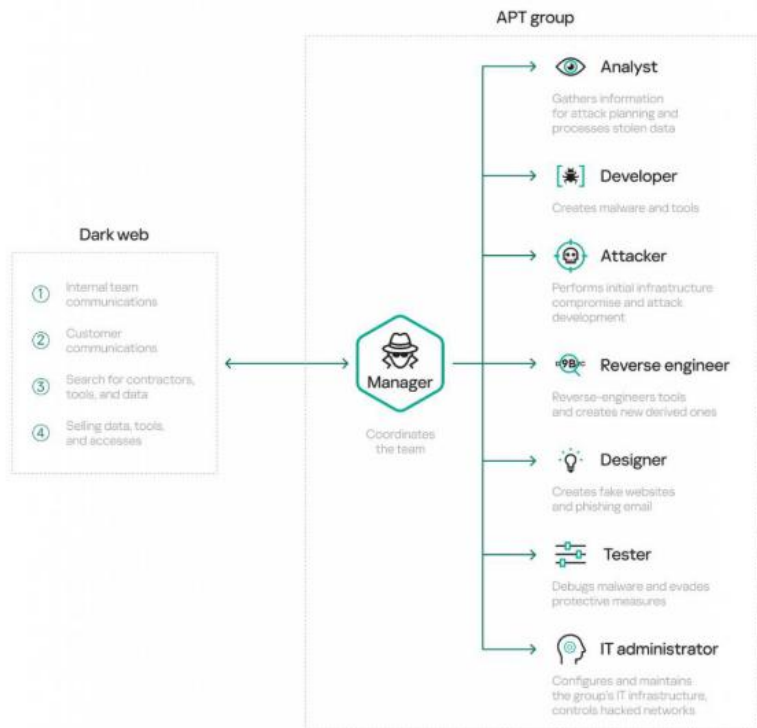 APT group
Analyst
Gathers information
for attack planning and
processes stolen data
Developer
Creates malware and tools
Dark web
1 Internal team
communications
2 Customer
communications
3 Search for contractors,
tools, and data
4 Selling data, tools,
and accesses
Manager
Coordinates
the team
Attacker
Performs initial infrastructure
compromise and attack
development
9B
Reverse engineer
Reverse-engineers tools
and creates new derived ones
Designer
Creates fake websites
and phishing email
Tester
Debugs malware and evades
protective measures
IT administrator
Configures and maintains
the group's IT infrastructure,
controls hacked networks